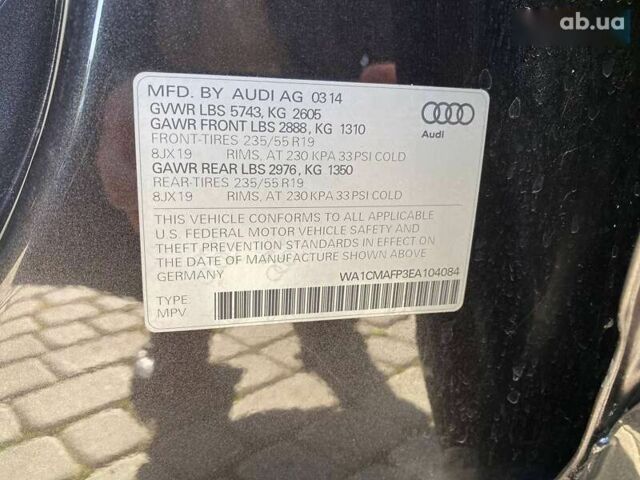 ab.ua
MFD. BY AUDI AG 03 14
GVWR LBS 5743, KG 2605
GAWR FRONT LBS 2888, KG 1310
FRONT-TIRES 235/55 R19
8JX19 RIMS, AT 230 KPA 33 PSI COLD
GAWR REAR LBS 2976, KG 1350
REAR-TIRES 235/55 R19
8JX19 RIMS, AT 230 KPA 33 PSI COLD
Audi
THIS VEHICLE CONFORMS TO ALL APPLICABLE
U.S. FEDERAL MOTOR VEHICLE SAFETY AND
THEFT PREVENTION STANDARDS IN EFFECT ON
THE DATE OF MANUFACTURE SHOWN ABOVE
GERMANY WA1CMAFP3EA104084
TYPE
MPV